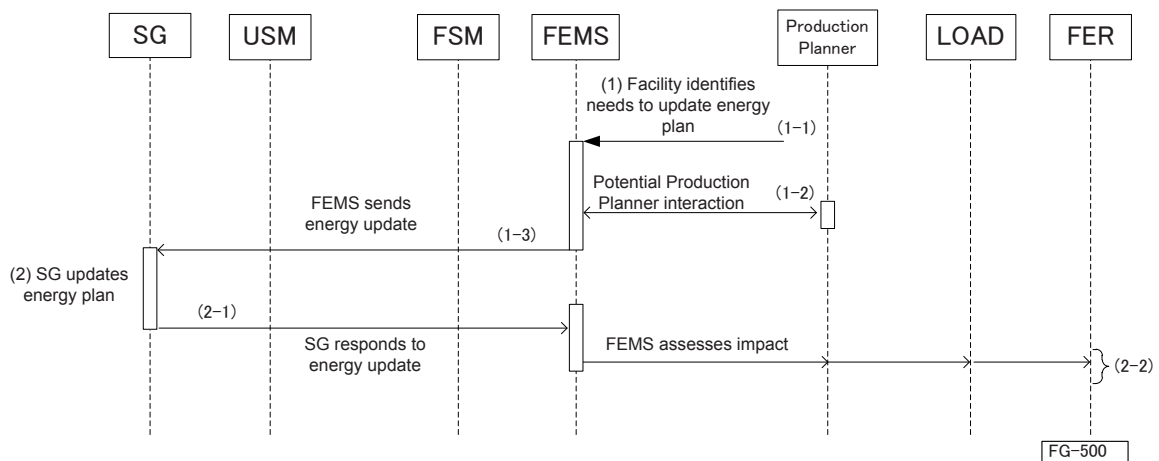 SG
USM
FSM
FEMS
Production
Planner
LOAD
FER
(1) Facility identifies
needs to update energy
plan
(1-1)
Potential Production
Planner interaction
(1-2)
FEMS sends
energy update
(1-3)
(2) SG updates
energy plan
(2-1)
SG responds to
energy update
FEMS assesses impact
(2-2)
FG-500